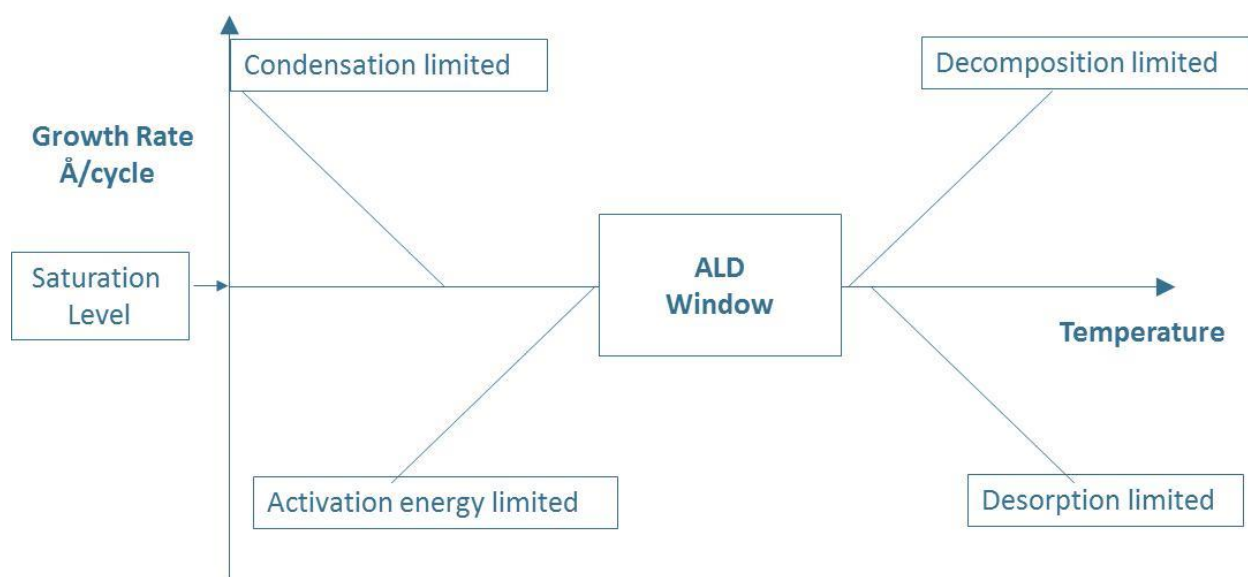 Condensation limited
Decomposition limited
Growth Rate
Å/cycle
Saturation
Level
ALD
Window
Temperature
Activation energy limited
Desorption limited